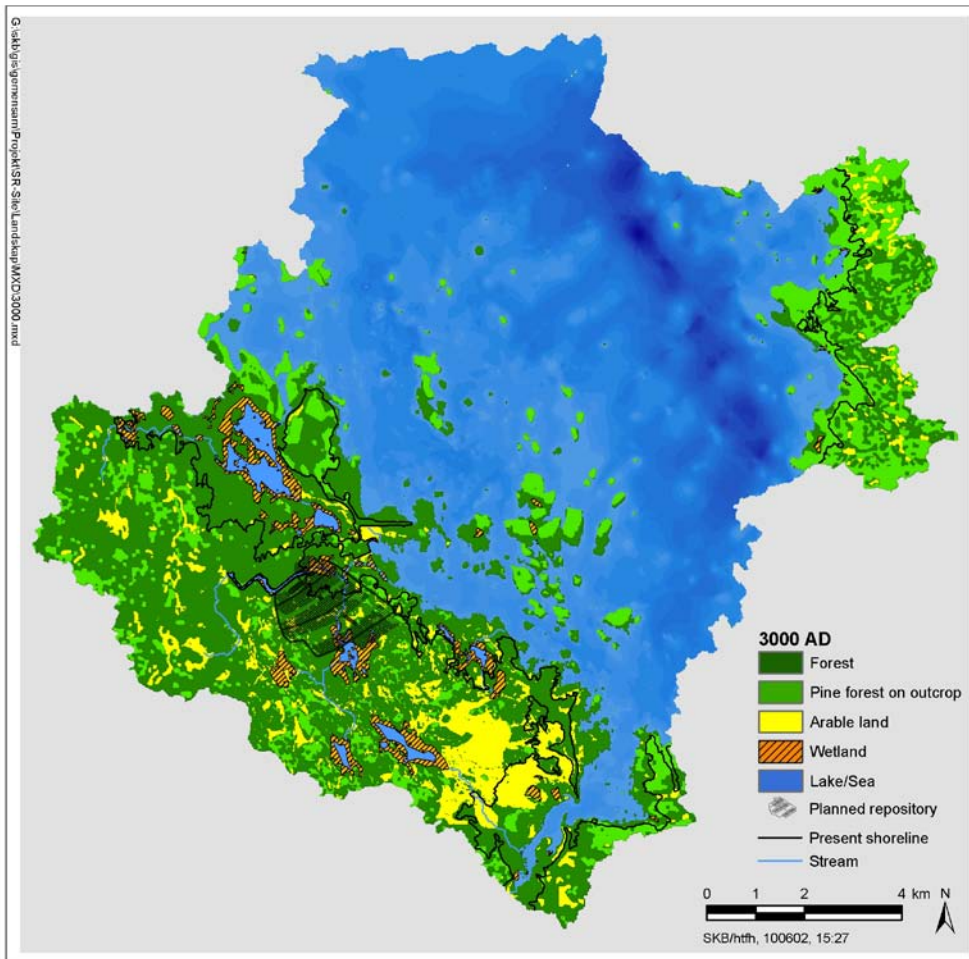 G:\skb\gis\gemensam\Projekt\SR-Site\Landskap\MXD\3000.mxd
3000 AD
Forest
Pine forest on outcrop
Arable land
Wetland
Lake/Sea
Planned repository
Present shoreline
Stream
0 1 2 4 km N
SKB/htfh, 100602, 15:27